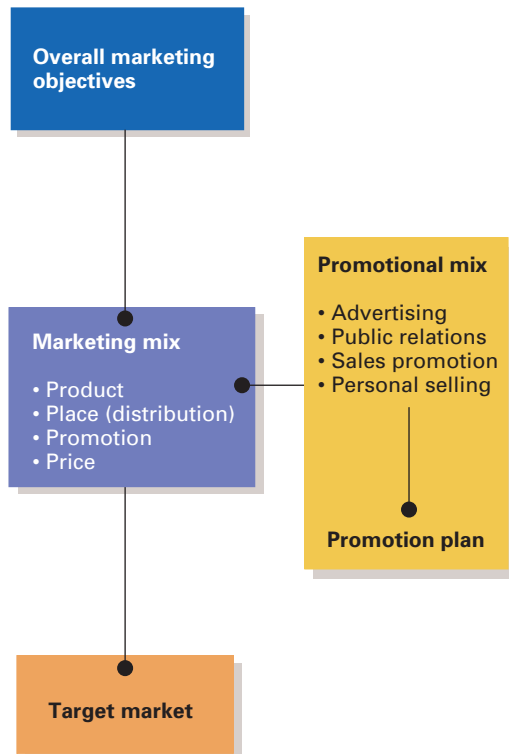 Overall marketing
objectives
Promotional mix
• Advertising
• Public relations
• Sales promotion
• Personal selling
Promotion plan
Marketing mix
• Product
• Place (distribution)
• Promotion
• Price
Target market